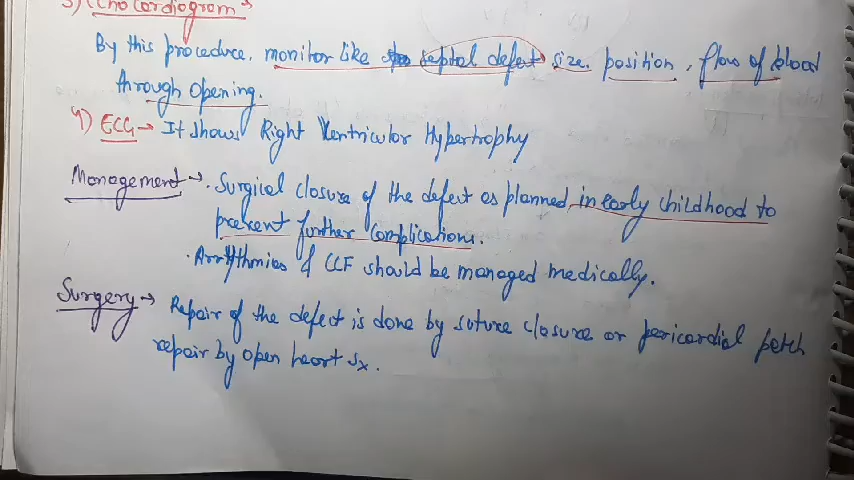 3) Echocardiogram →
By this procedure, monitor like septal defect size, position, flow of blood
through opening.
4) ECG → It shows Right Ventricular Hypertrophy
Management → . Surgical closure of the defect as planned in early childhood to
prevent further complications.
. Arrhythmias & CCF should be managed medically.
Surgery → Repair of the defect is done by suture closure or pericardial petch
repair by open heart Sx.